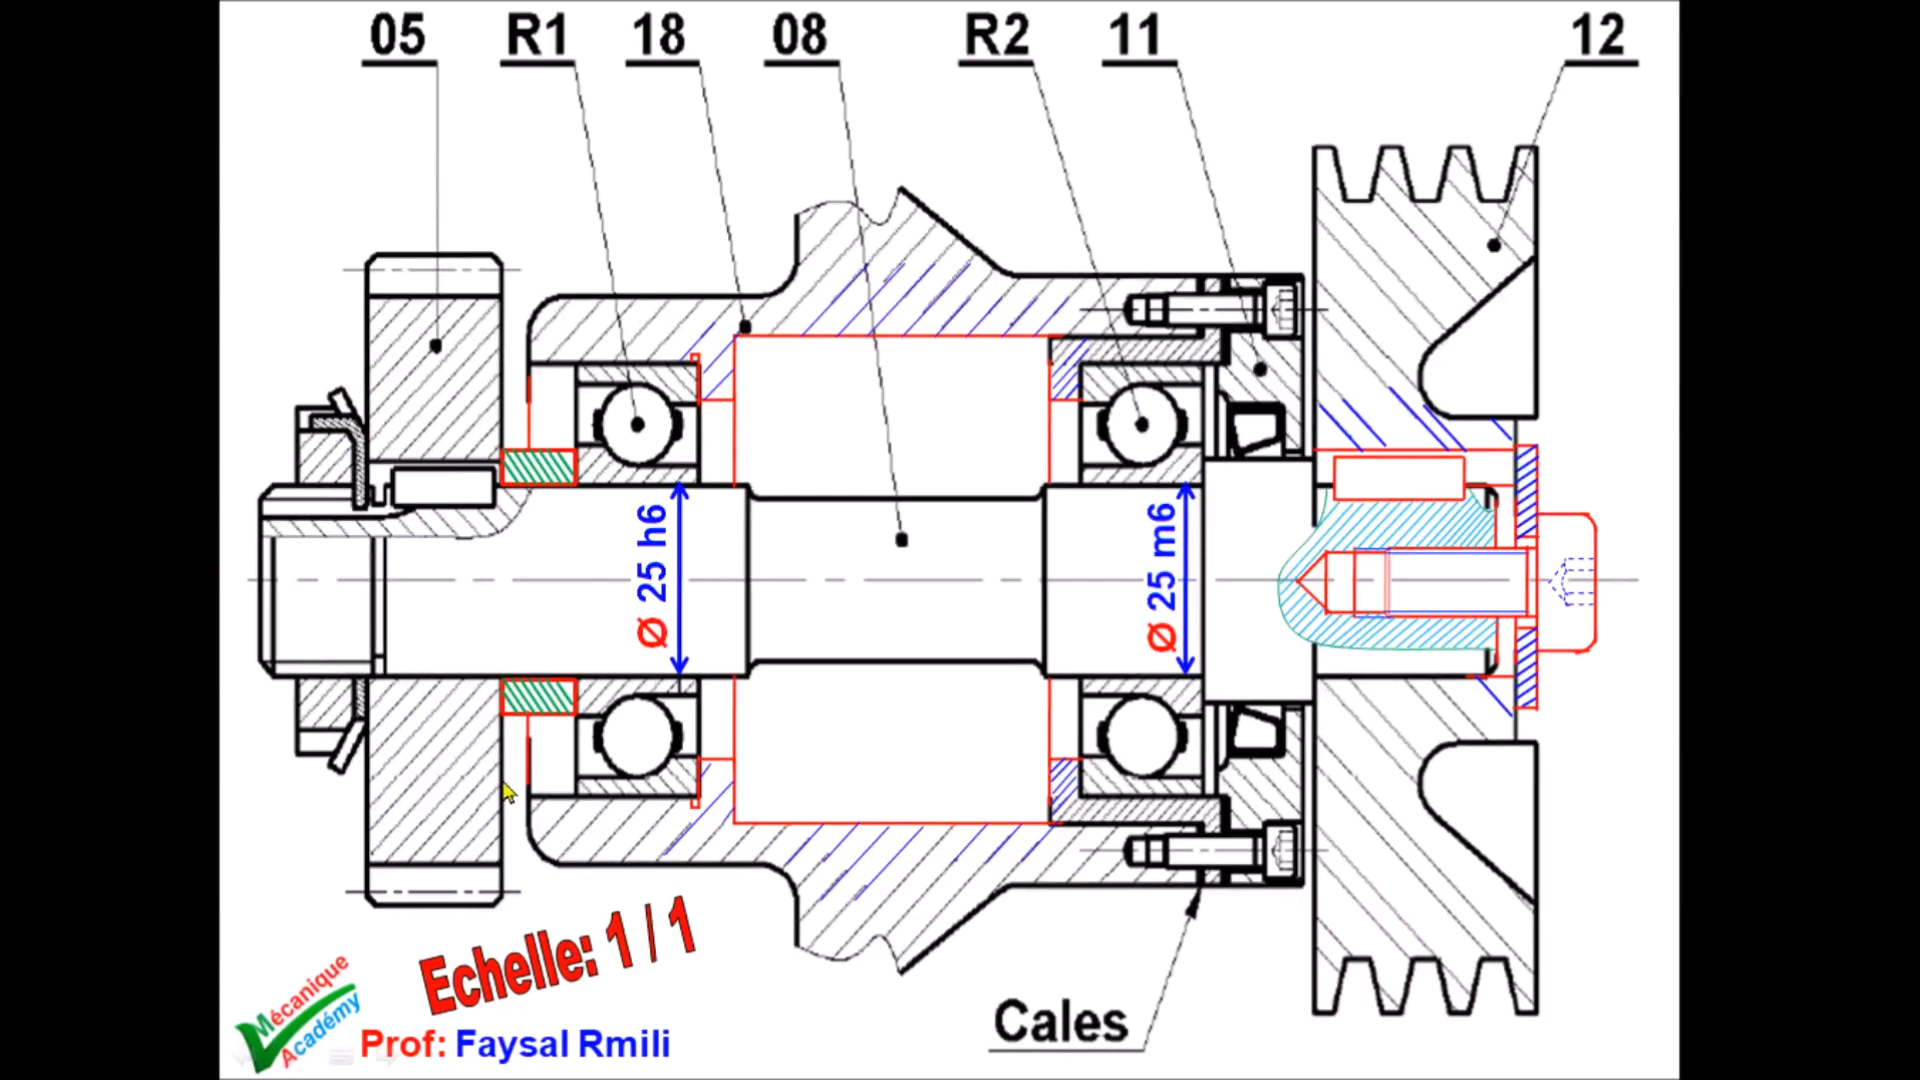 05 R1 18 08 R2 11 12
Ø 25 h6
Ø 25 m6
Echelle: 1 / 1
Cales
Mécanique
Académy
Prof: Faysal Rmili